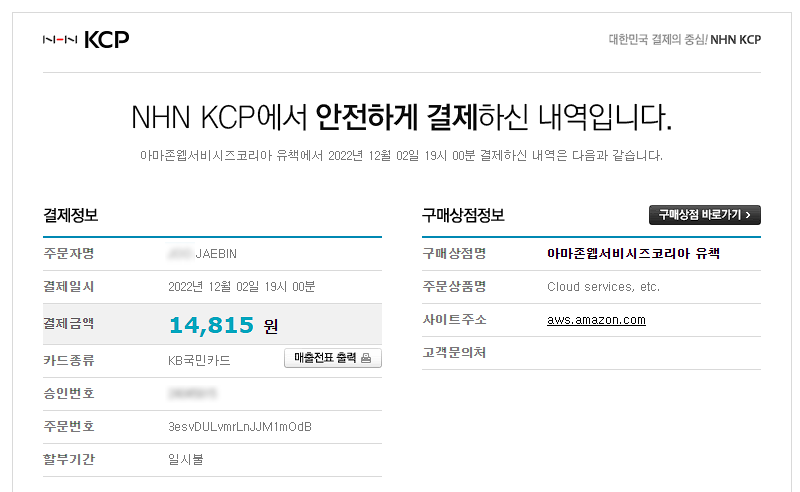 NHN KCP
대한민국 결제의 중심! NHN KCP
NHN KCP에서 안전하게 결제하신 내역입니다.
아마존웹서비시즈코리아 유책에서 2022년 12월 02일 19시 00분 결제하신 내역은 다음과 같습니다.
결제정보
주문자명 JAEBIN
결제일시 2022년 12월 02일 19시 00분
결제금액 14,815 원
카드종류 KB국민카드 매출전표 출력
승인번호
주문번호 3esvDULvmrLnJJM1mOdB
할부기간 일시불
구매상점정보 구매상점 바로가기 >
구매상점명 아마존웹서비시즈코리아 유책
주문상품명 Cloud services, etc.
사이트주소 aws.amazon.com
고객문의처